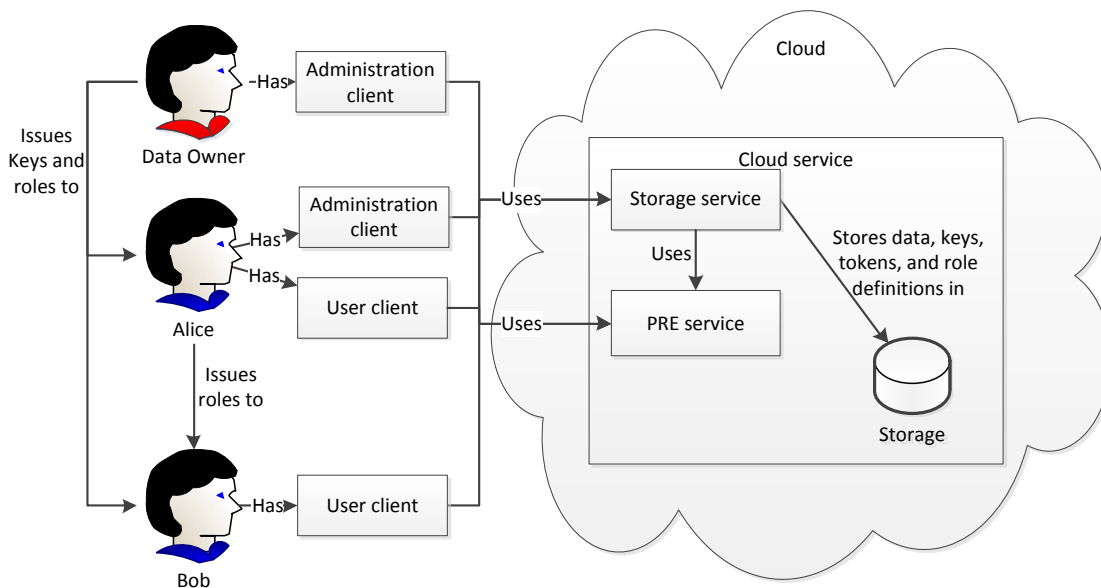 Cloud
Has
Administration
client
Issues
Keys and
roles to
Data Owner
Cloud service
Administration
client
Has
Has
Uses
Storage service
Stores data, keys,
tokens, and role
definitions in
Uses
User client
Uses
PRE service
Alice
Issues
roles to
Storage
Has
User client
Bob